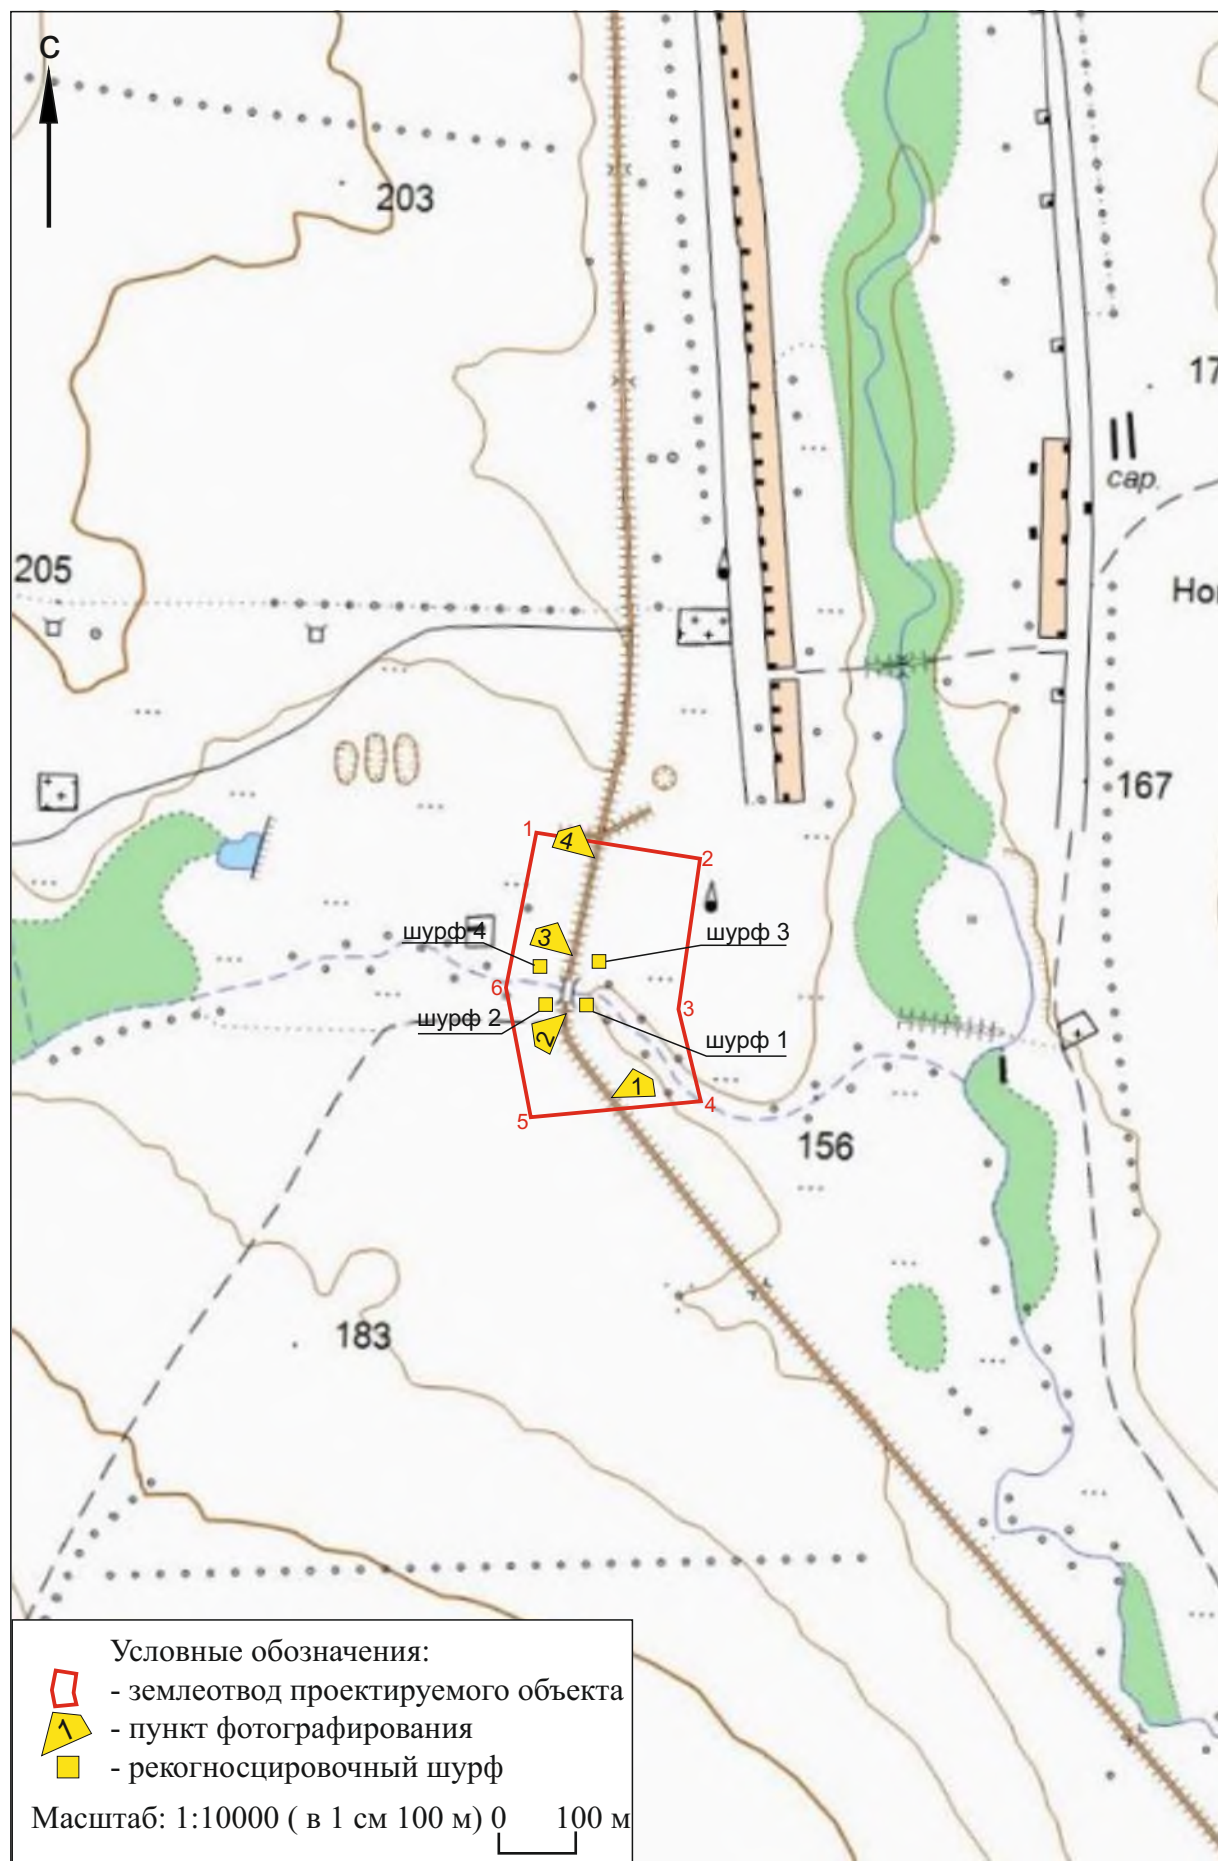 С
203
17
сар.
205
Но
167
1
4
2
шурф 4
3
шурф 3
6
3
шурф 2
2
шурф 1
1
4
5
156
183
Условные обозначения:
- землеотвод проектируемого объекта
1 - пункт фотографирования
- рекогносцировочный шурф
Масштаб: 1:10000 ( в 1 см 100 м) 0 100 м